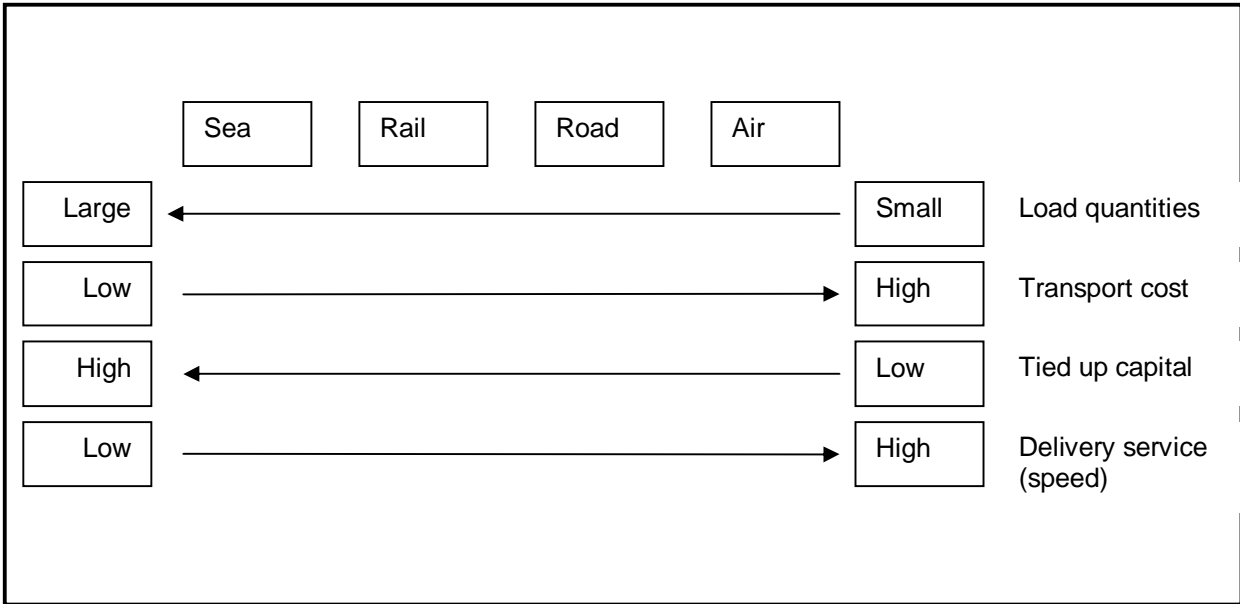 Sea Rail Road Air
Large Small Load quantities
Low High Transport cost
High Low Tied up capital
Low High Delivery service
(speed)